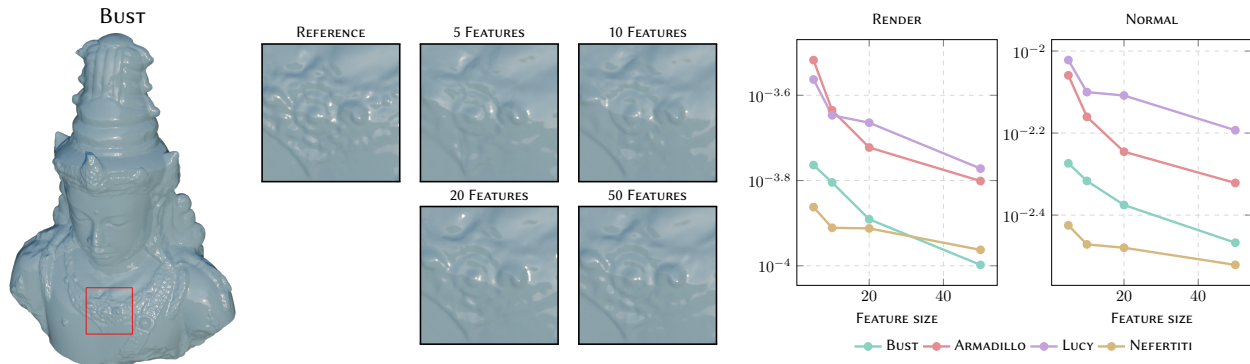 BUST
REFERENCE
5 FEATURES
10 FEATURES
20 FEATURES
50 FEATURES
RENDER
10^−3.6
10^−3.8
10^−4
20 40
FEATURE SIZE
NORMAL
10^−2
10^−2.2
10^−2.4
20 40
FEATURE SIZE
BUST ARMADILLO LUCY NEFERTITI